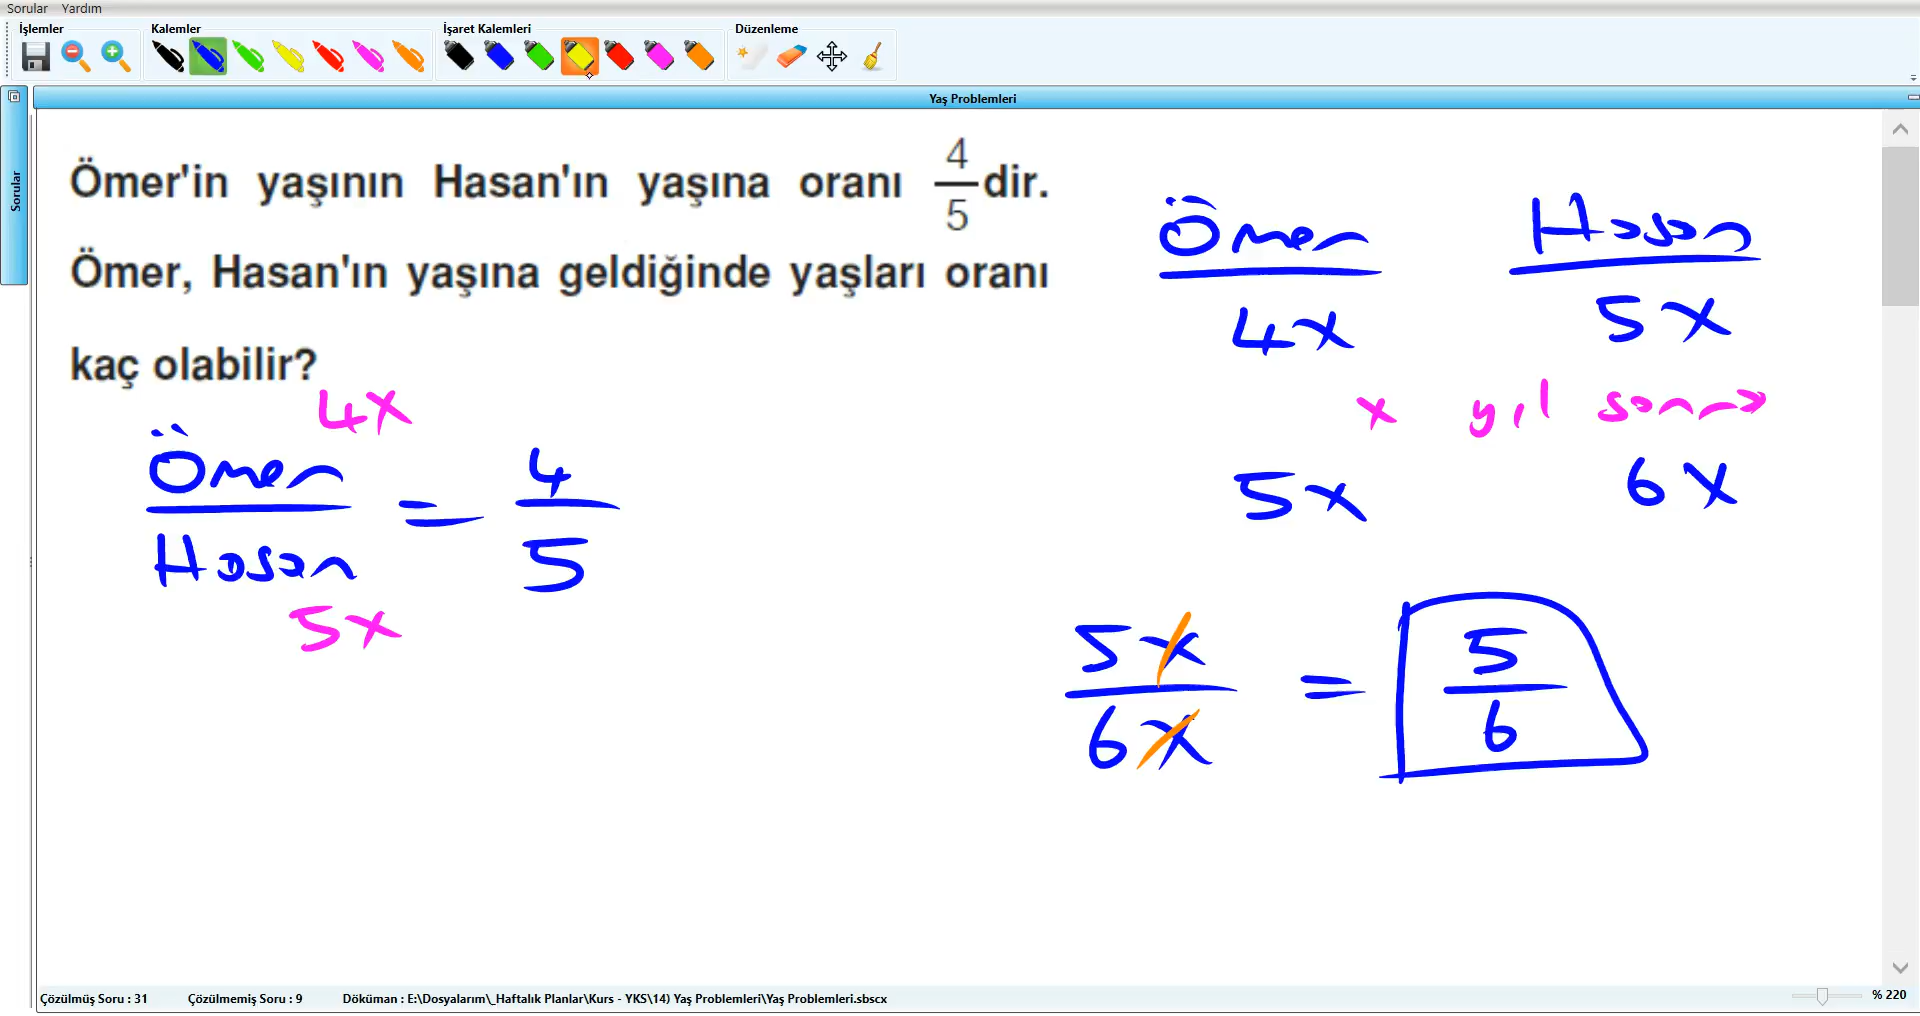 Sorular Yardım
İşlemler Kalemler İşaret Kalemleri Düzenleme
Yaş Problemleri
Sorular
Ömer'in yaşının Hasan'ın yaşına oranı 4/5 dir.
Ömer, Hasan'ın yaşına geldiğinde yaşları oranı
kaç olabilir?
4x
Ömer = 4
Hasan 5
5x
Ömer Hasan
4x 5x
x yıl sonra
5x 6x
5x = 5
6x 6
Çözülmüş Soru : 31 Çözülmemiş Soru : 9 Döküman : E:\Dosyalarım\_Haftalık Planlar\Kurs - YKS\14) Yaş Problemleri\Yaş Problemleri.sbscx % 220